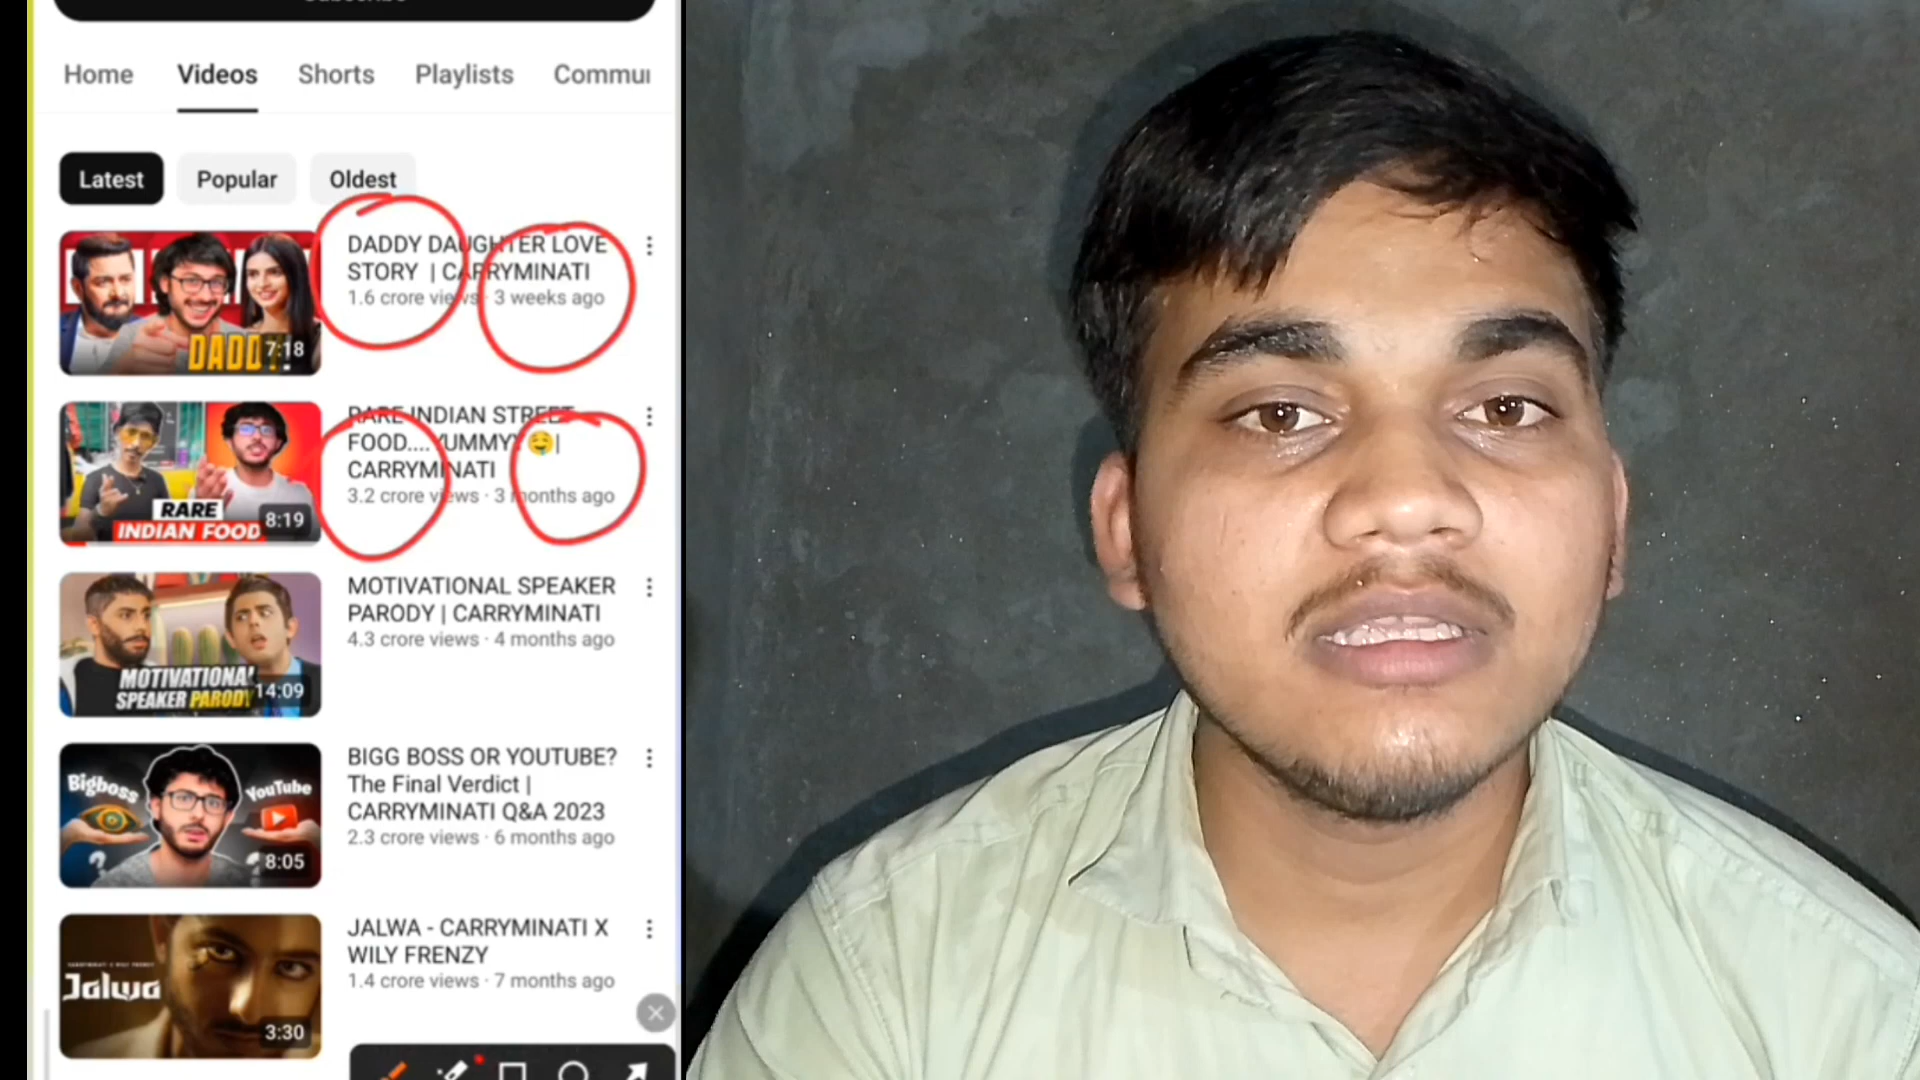 Subscribe
Home Videos Shorts Playlists Commu
Latest Popular Oldest
DADDY DAUGHTER LOVE
STORY | CARRYMINATI
1.6 crore views · 3 weeks ago
DADDY
7:18
RARE INDIAN STREET
FOOD.... YUMMYY 🤤 |
CARRYMINATI
3.2 crore views · 3 months ago
RARE
INDIAN FOOD
8:19
MOTIVATIONAL SPEAKER
PARODY | CARRYMINATI
4.3 crore views · 4 months ago
MOTIVATIONAL
SPEAKER PARODY
14:09
BIGG BOSS OR YOUTUBE?
The Final Verdict |
CARRYMINATI Q&A 2023
2.3 crore views · 6 months ago
Bigboss
YouTube
?
?
8:05
JALWA - CARRYMINATI X
WILY FRENZY
1.4 crore views · 7 months ago
Jalwa
3:30